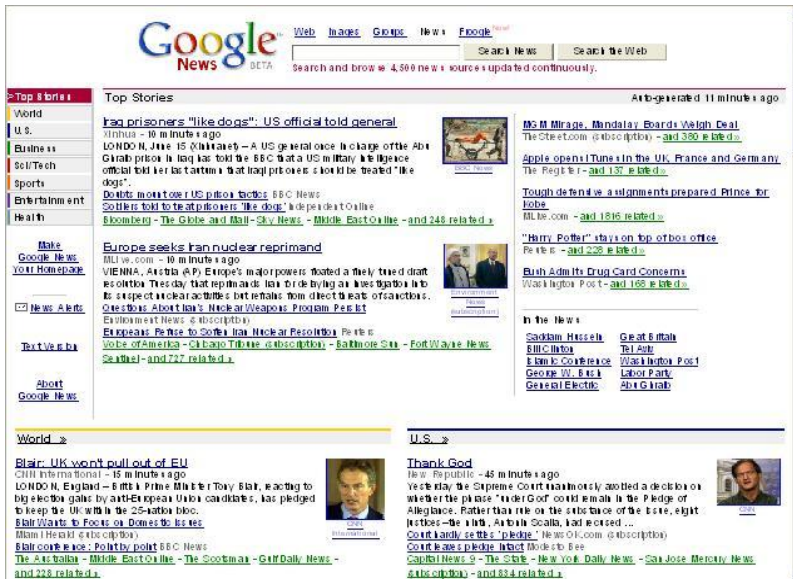 Google
News BETA
Web Images Groups News Froogle New!
Search News Search the Web
Search and browse 4,500 news sources updated continuously.
>Top Stories
World
U.S.
Business
Sci/Tech
Sports
Entertainment
Health
Make
Google News
Your Homepage
News Alerts
Text Version
About
Google News
Top Stories
Auto-generated 11 minutes ago
Iraq prisoners "like dogs": US official told general
Xinhua - 10 minutes ago
LONDON, June 15 (Xinhuanet) -- A US general once in charge of the Abu
Ghraib prison in Iraq has told the BBC that a US military intelligence
official told her last autumn that Iraqi prisoners should be treated "like
dogs".
Doubts mount over US prison tactics BBC News
Soldiers told to treat prisoners 'like dogs' Independent Online
Bloomberg - The Globe and Mail - Sky News - Middle East Online - and 248 related »
BBC News
Europe seeks Iran nuclear reprimand
MLive.com - 10 minutes ago
VIENNA, Austria (AP) Europe's major powers floated a finely tuned draft
resolution Tuesday that reprimands Iran for delaying an investigation into
its suspect nuclear activities but refrains from direct threats of sanctions.
Questions About Iran's Nuclear Weapons Program Persist
Environment News (subscription)
Europeans Refuse to Soften Iran Nuclear Resolution Reuters
Voice of America - Chicago Tribune (subscription) - Baltimore Sun - Fort Wayne News
Sentinel - and 727 related »
Environment
News
(subscription)
MGM Mirage, Mandalay Boards Weigh Deal
TheStreet.com (subscription) - and 380 related »
Apple opens iTunes in the UK, France and Germany
The Register - and 137 related »
Tough defensive assignments prepared Prince for
Kobe
MLive.com - and 1816 related »
"Harry Potter" stays on top of box office
Reuters - and 228 related »
Bush Admits Drug Card Concerns
Washington Post - and 168 related »
In the News
Saddam Hussein Great Britain
Bill Clinton Tel Aviv
Islamic Conference Washington Post
George W. Bush Labor Party
General Electric Abu Ghraib
World »
Blair: UK won't pull out of EU
CNN International - 15 minutes ago
LONDON, England -- British Prime Minister Tony Blair, reacting to
big election gains by anti-European Union candidates, has pledged
to keep the UK within the 25-nation bloc.
Blair Wants to Focus on Domestic Issues
Miami Herald (subscription)
Blair conference: Point by point BBC News
The Australian - Middle East Online - The Scotsman - Gulf Daily News -
and 228 related »
CNN
International
U.S. »
Thank God
New Republic - 45 minutes ago
Yesterday the Supreme Court unanimously avoided a decision on
whether the phrase "under God" could remain in the Pledge of
Allegiance. Rather than rule on the substance of the issue, eight
justices--the ninth, Antonin Scalia, had recused ...
Court hardly settles 'pledge' NewsOK.com (subscription)
Court leaves pledge intact Modesto Bee
Capital News 9 - The State - New York Daily News - San Jose Mercury News
(subscription) - and 834 related »
CNN